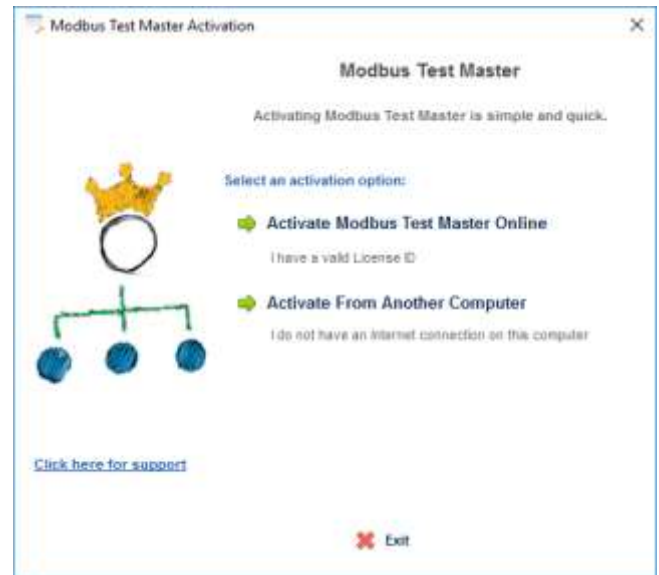 Modbus Test Master Activation
Modbus Test Master
Activating Modbus Test Master is simple and quick.
Select an activation option:
Activate Modbus Test Master Online
I have a valid License ID
Activate From Another Computer
I do not have an Internet connection on this computer
Click here for support
Exit